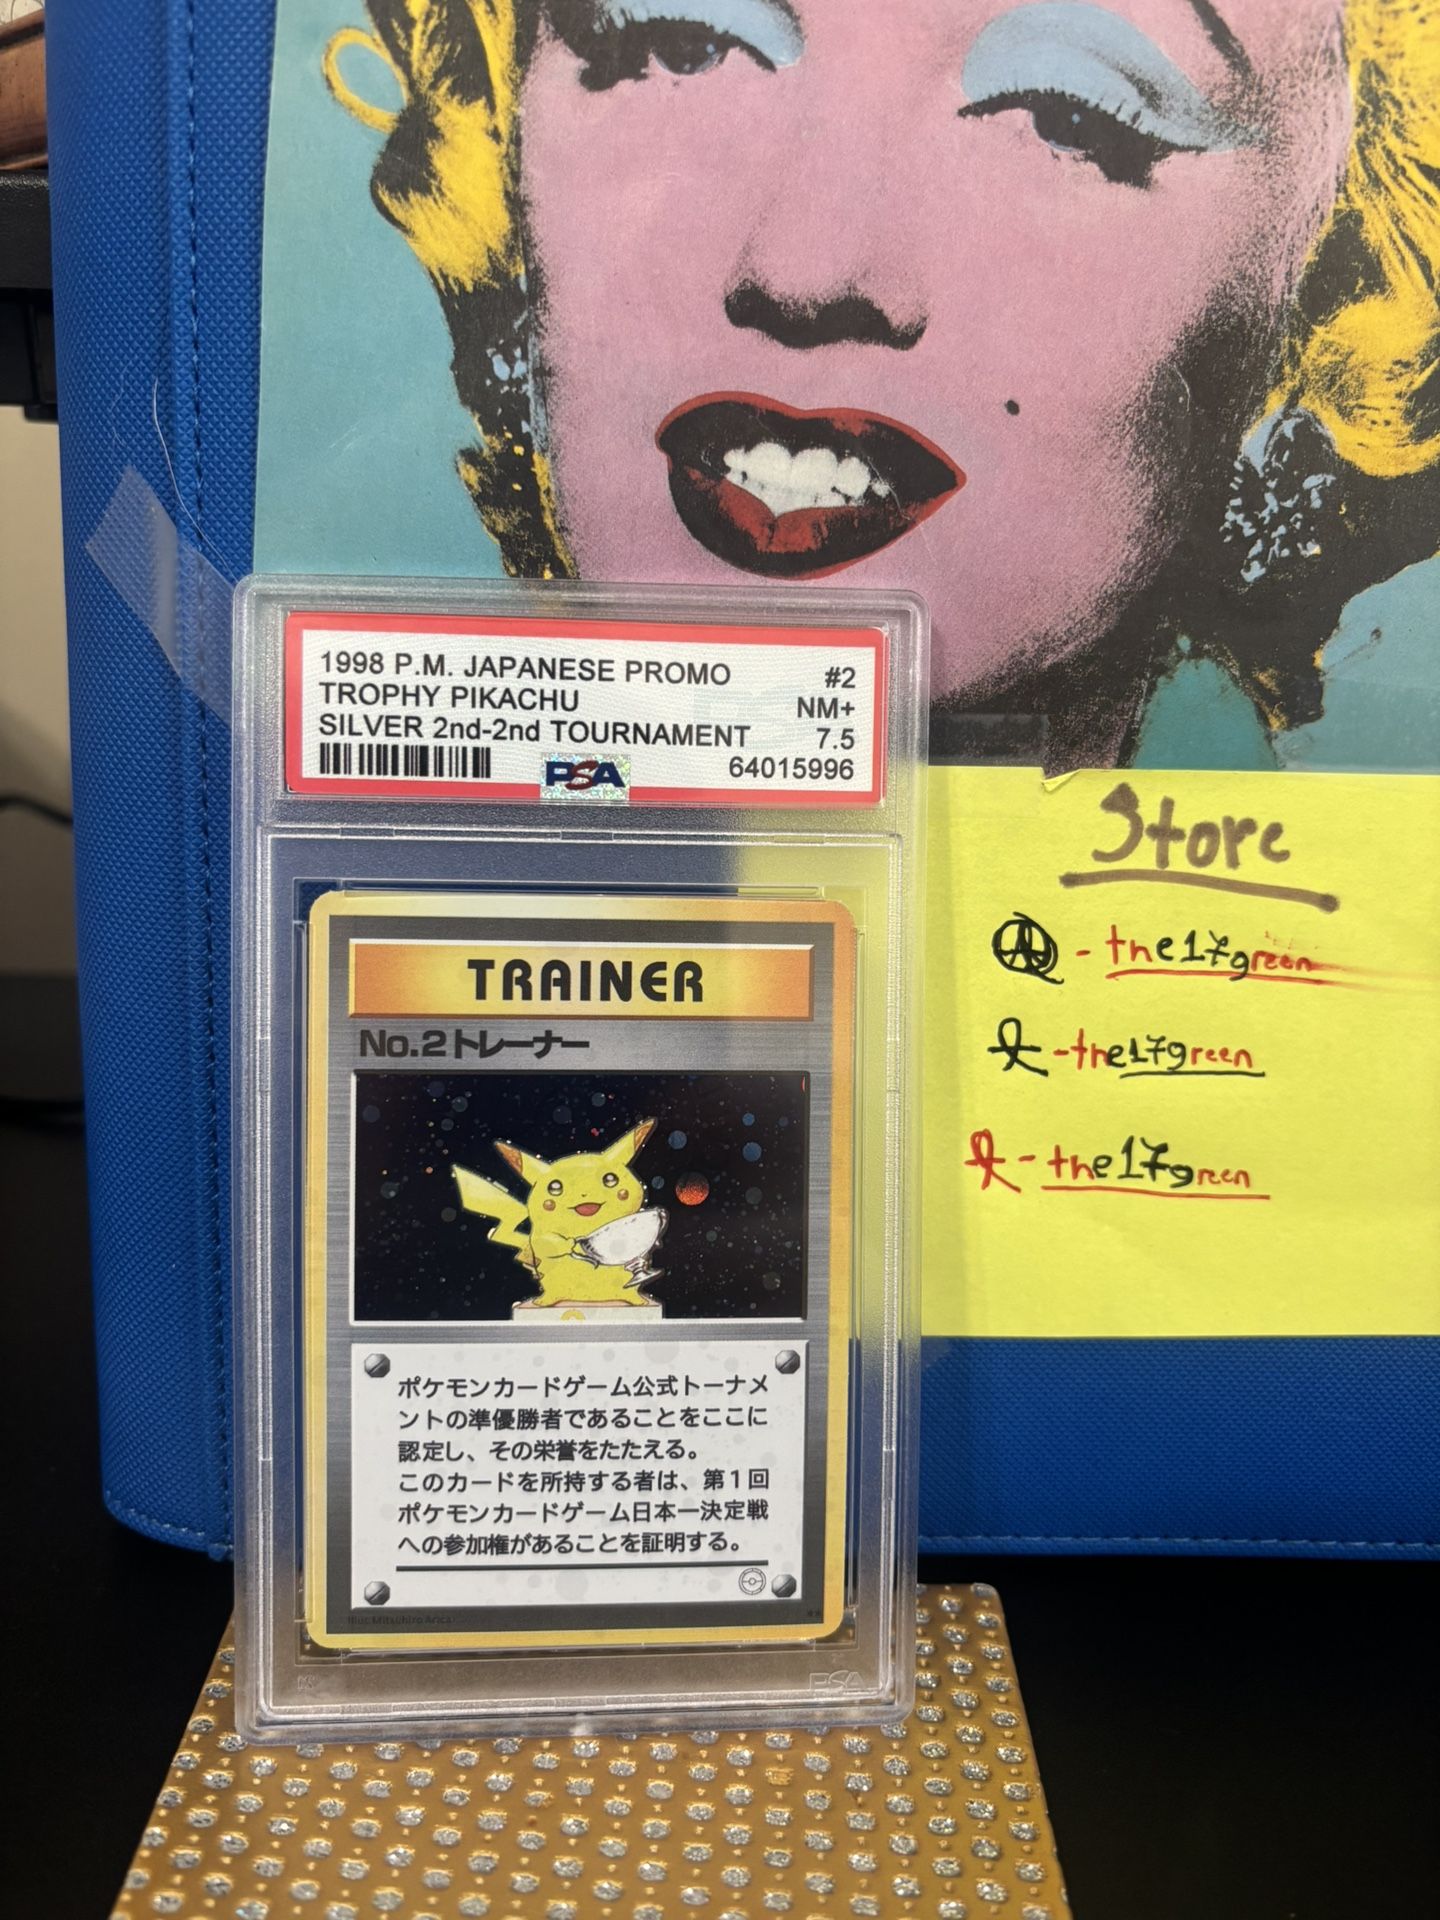 1998 P.M. JAPANESE PROMO #2
TROPHY PIKACHU NM+
SILVER 2nd-2nd TOURNAMENT 7.5
PSA 64015996
TRAINER
No.2トレーナー
ポケモンカードゲーム公式トーナメ
ントの準優勝者であることをここに
認定し、その栄誉をたたえる。
このカードを所持する者は、第1回
ポケモンカードゲーム日本一決定戦
への参加権があることを証明する。
Illus. Mitsuhiro Arita
PSA
Store
- the17green
-the17green
- the17green